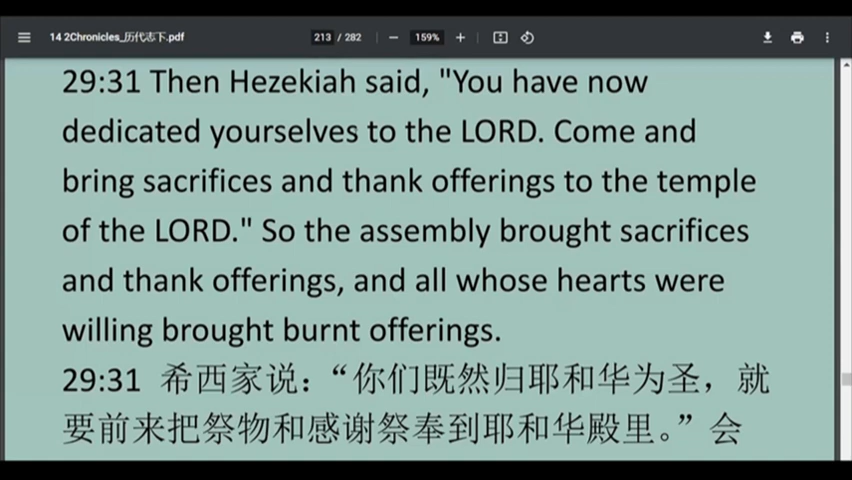 14 2Chronicles_历代志下.pdf 213 / 282 159%
29:31 Then Hezekiah said, "You have now
dedicated yourselves to the LORD. Come and
bring sacrifices and thank offerings to the temple
of the LORD." So the assembly brought sacrifices
and thank offerings, and all whose hearts were
willing brought burnt offerings.
29:31 希西家说：“你们既然归耶和华为圣，就
要前来把祭物和感谢祭奉到耶和华殿里。”会